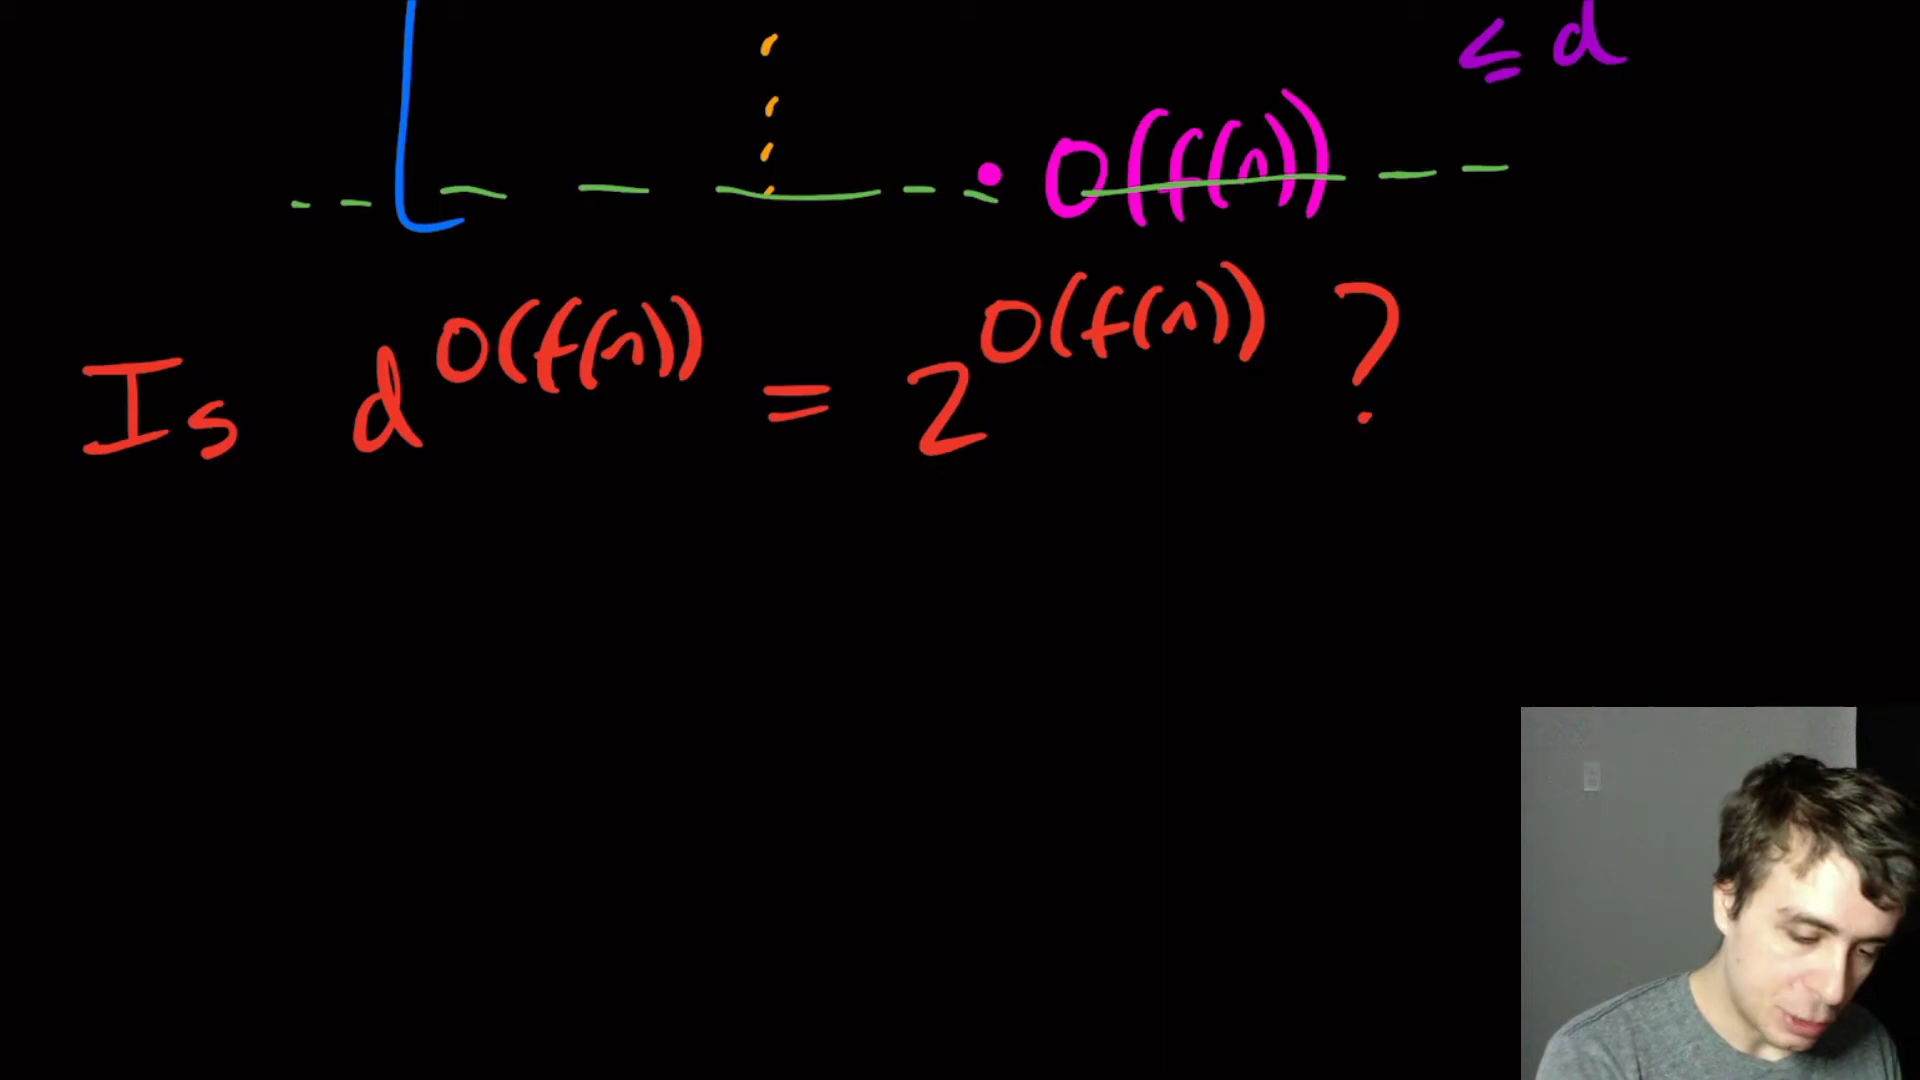 ≤ d
• O(f(n))
Is d^O(f(n)) = 2^O(f(n)) ?